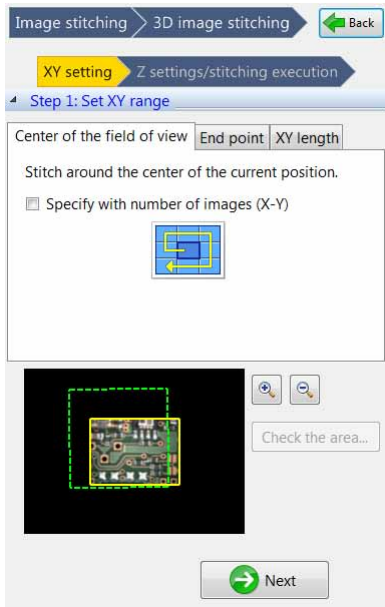 Image stitching 3D image stitching Back
XY setting Z settings/stitching execution
Step 1: Set XY range
Center of the field of view End point XY length
Stitch around the center of the current position.
Specify with number of images (X-Y)
Check the area...
Next